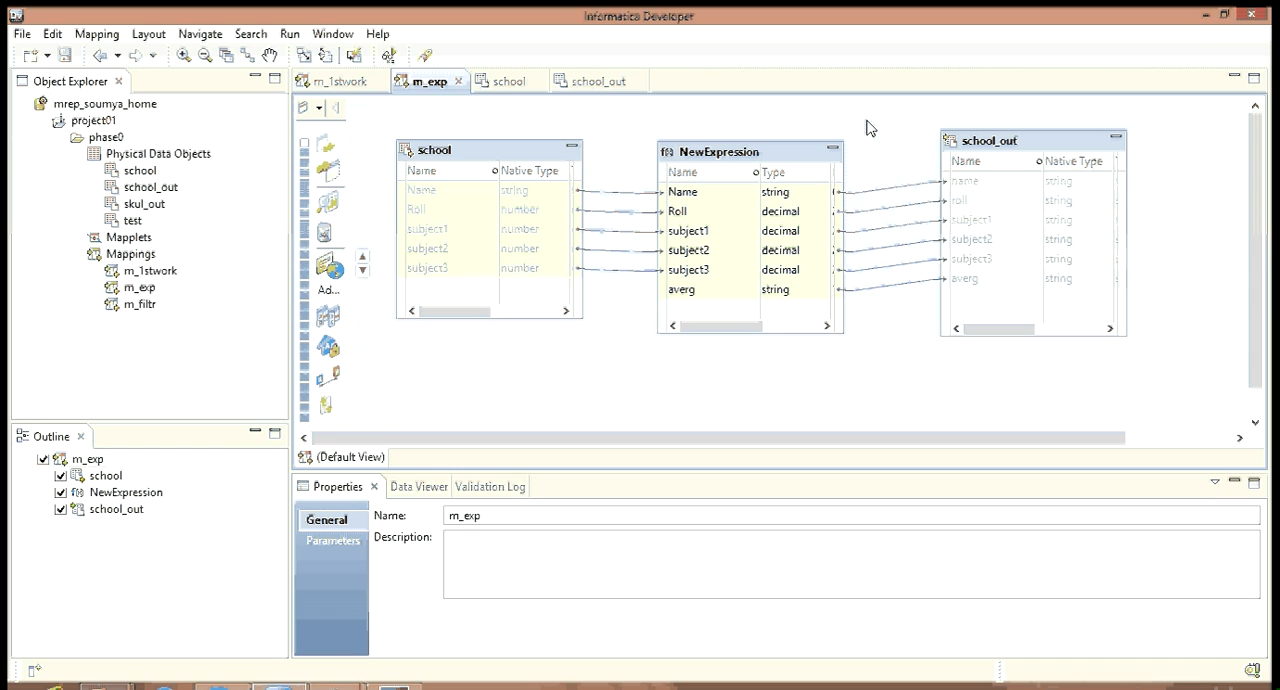 Informatica Developer
File Edit Mapping Layout Navigate Search Run Window Help
Object Explorer
mrep_soumya_home
project01
phase0
Physical Data Objects
school
school_out
skul_out
test
Mapplets
Mappings
m_1stwork
m_exp
m_filtr
Outline
m_exp
school
NewExpression
school_out
m_1stwork m_exp school school_out
Ad...
school
Name Native Type
Name string
Roll number
subject1 number
subject2 number
subject3 number
NewExpression
Name Type
Name string
Roll decimal
subject1 decimal
subject2 decimal
subject3 decimal
averg string
school_out
Name Native Type
name string
roll string
subject1 string
subject2 string
subject3 string
averg string
(Default View)
Properties Data Viewer Validation Log
General
Parameters
Name: m_exp
Description: